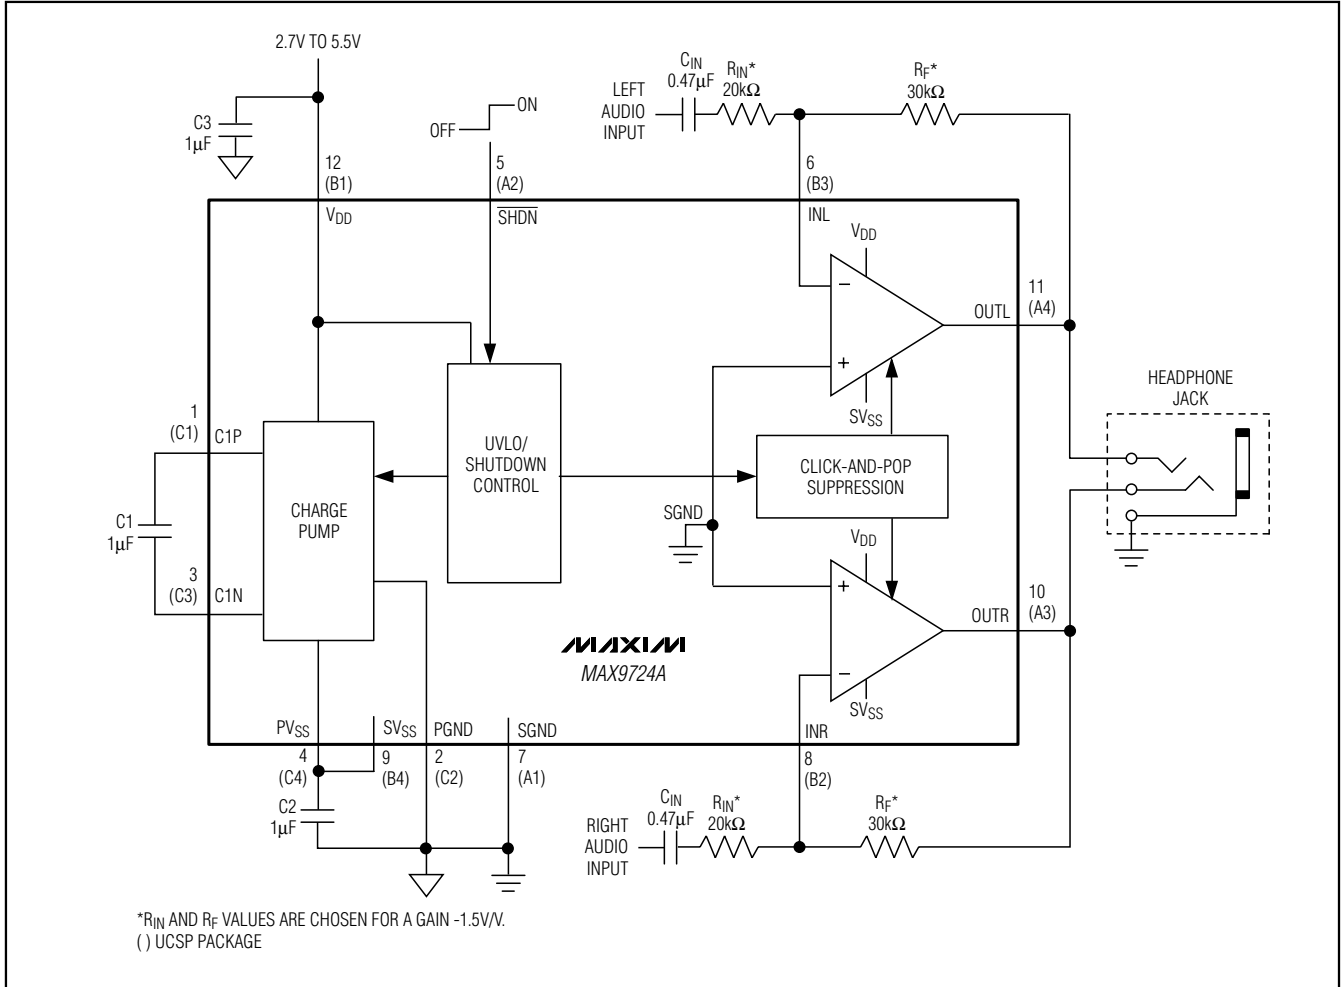 2.7V TO 5.5V
C3
1µF
12
(B1)
VDD
OFF
ON
5
(A2)
SHDN
LEFT
AUDIO
INPUT
CIN
0.47µF
RIN*
20kΩ
RF*
30kΩ
6
(B3)
INL
VDD
−
+
SVSS
OUTL
11
(A4)
HEADPHONE
JACK
1
(C1)
C1P
C1
1µF
3
(C3)
C1N
CHARGE
PUMP
UVLO/
SHUTDOWN
CONTROL
CLICK-AND-POP
SUPPRESSION
SGND
VDD
+
−
SVSS
OUTR
10
(A3)
MAXIM
MAX9724A
PVSS
4
(C4)
SVSS
9
(B4)
PGND
2
(C2)
SGND
7
(A1)
INR
8
(B2)
C2
1µF
RIGHT
AUDIO
INPUT
CIN
0.47µF
RIN*
20kΩ
RF*
30kΩ
*RIN AND RF VALUES ARE CHOSEN FOR A GAIN -1.5V/V.
( ) UCSP PACKAGE